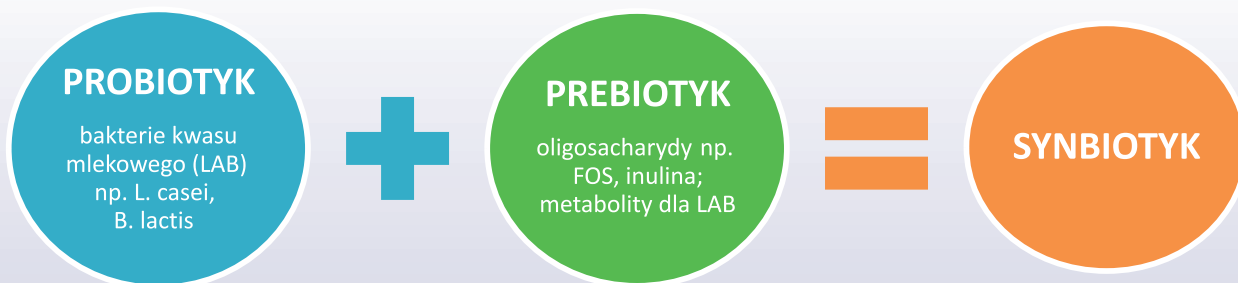 PROBIOTYK
bakterie kwasu
mlekowego (LAB)
np. L. casei,
B. lactis
PREBIOTYK
oligosacharydy np.
FOS, inulina;
metabolity dla LAB
SYNBIOTYK